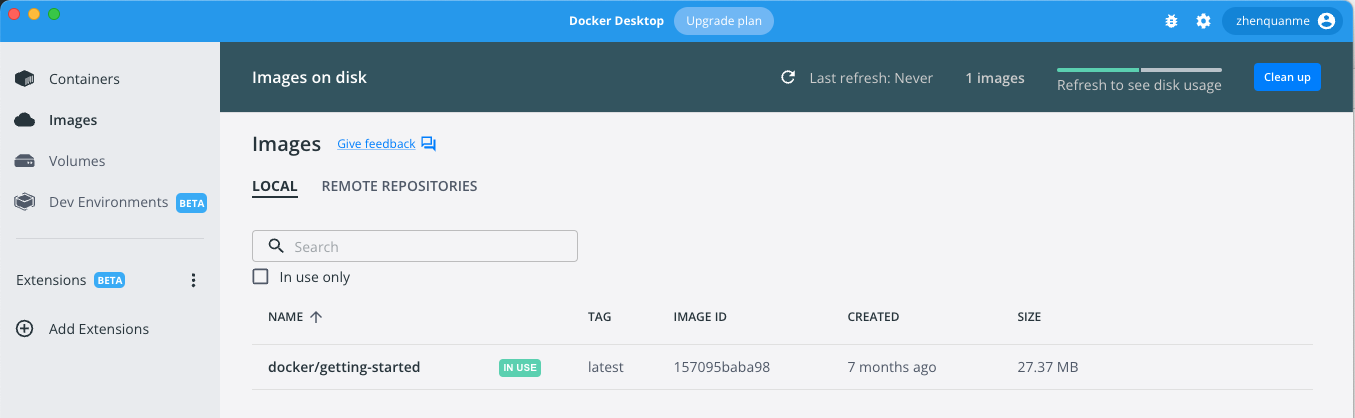 Docker Desktop Upgrade plan zhenquanme
Containers
Images
Volumes
Dev Environments BETA
Extensions BETA
Add Extensions
Images on disk Last refresh: Never 1 images Refresh to see disk usage Clean up
Images Give feedback
LOCAL REMOTE REPOSITORIES
Search
In use only
NAME TAG IMAGE ID CREATED SIZE
docker/getting-started IN USE latest 157095baba98 7 months ago 27.37 MB